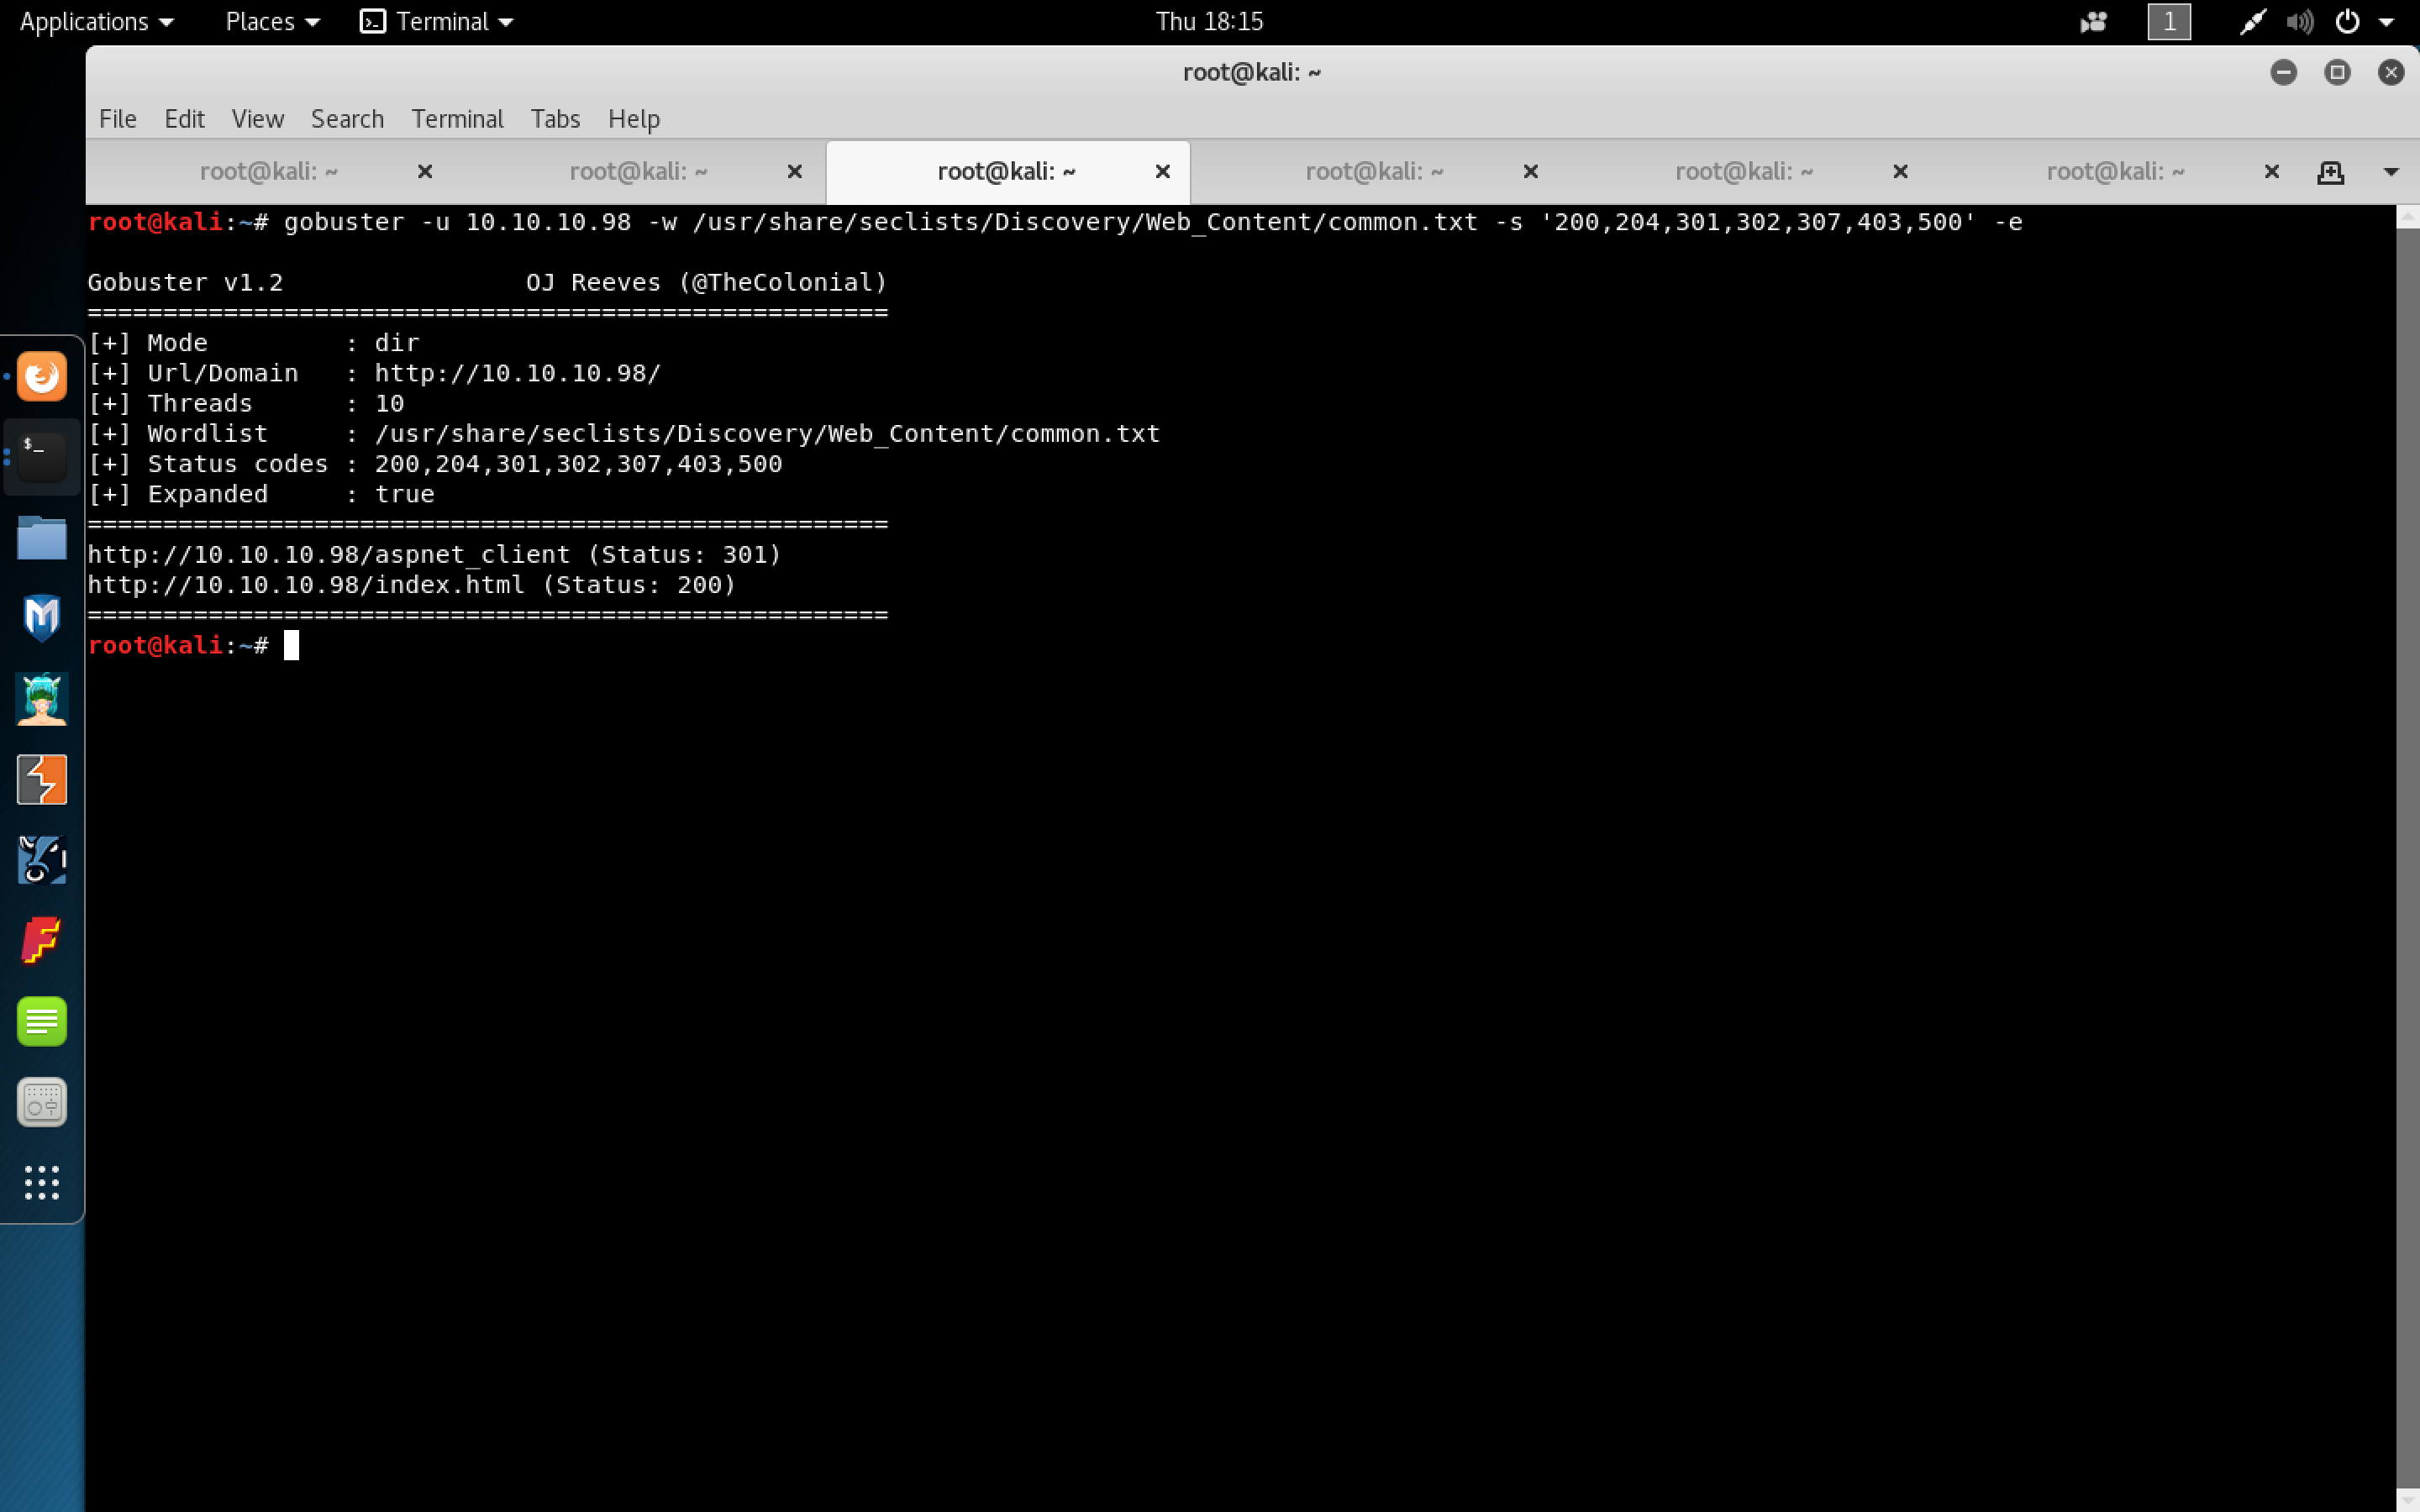 Applications Places Terminal Thu 18:15 1
root@kali: ~
File Edit View Search Terminal Tabs Help
root@kali: ~ root@kali: ~ root@kali: ~ root@kali: ~ root@kali: ~ root@kali: ~
root@kali:~# gobuster -u 10.10.10.98 -w /usr/share/seclists/Discovery/Web_Content/common.txt -s '200,204,301,302,307,403,500' -e
Gobuster v1.2                OJ Reeves (@TheColonial)
=====================================================
[+] Mode         : dir
[+] Url/Domain   : http://10.10.10.98/
[+] Threads      : 10
[+] Wordlist     : /usr/share/seclists/Discovery/Web_Content/common.txt
[+] Status codes : 200,204,301,302,307,403,500
[+] Expanded     : true
=====================================================
http://10.10.10.98/aspnet_client (Status: 301)
http://10.10.10.98/index.html (Status: 200)
=====================================================
root@kali:~#